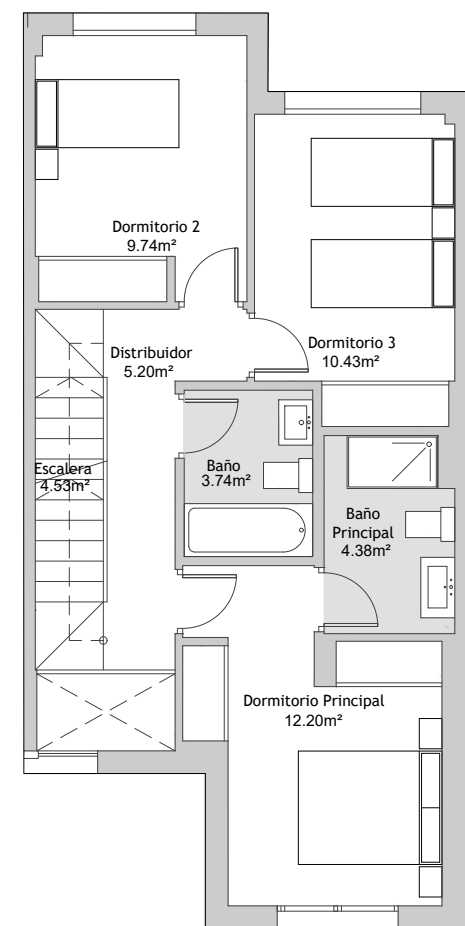 Dormitorio 2
9.74m²
Distribuidor
5.20m²
Dormitorio 3
10.43m²
Escalera
4.53m²
Baño
3.74m²
Baño
Principal
4.38m²
Dormitorio Principal
12.20m²